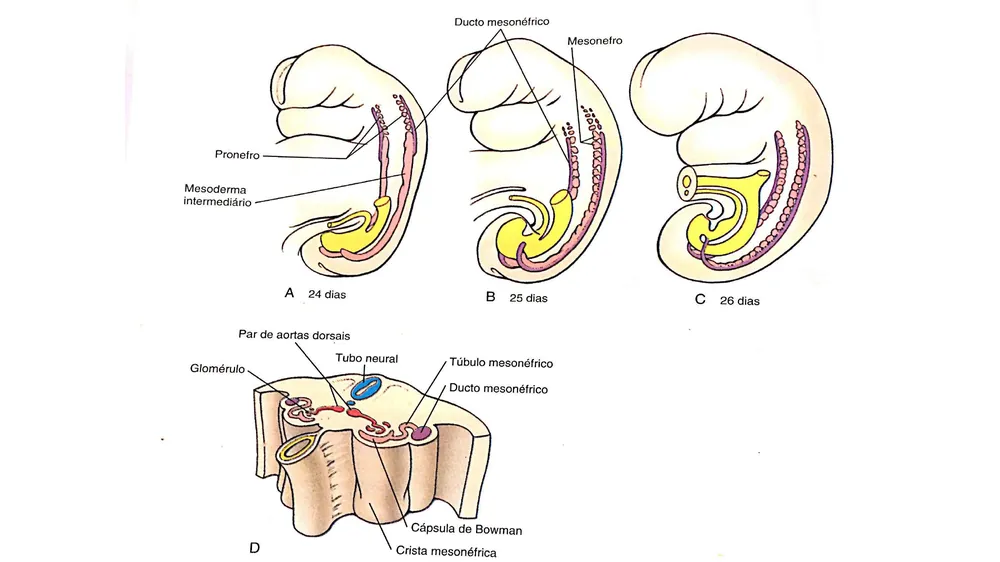 Ducto mesonéfrico
Mesonefro
Pronefro
Mesoderma
intermediário
A 24 dias
B 25 dias
C 26 dias
Par de aortas dorsais
Tubo neural
Glomérulo
Túbulo mesonéfrico
Ducto mesonéfrico
Cápsula de Bowman
Crista mesonéfrica
D